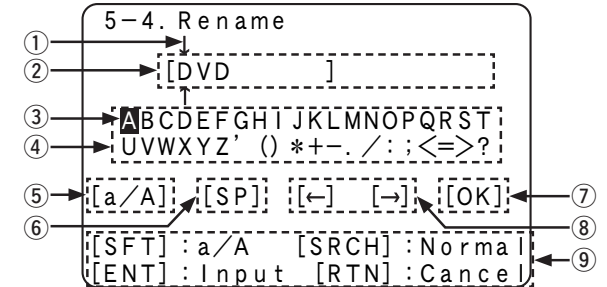 5-4. Rename
①
② [DVD ]
③ ABCDEFGHIJKLMNOPQRST
④ UVWXYZ' () *+-. /: ;<=>?
⑤ [a/A] [SP] [←] [→] [OK] ⑦
⑥ ⑧
[SFT] :a/A [SRCH] :Normal
[ENT] :Input [RTN] :Cancel ⑨